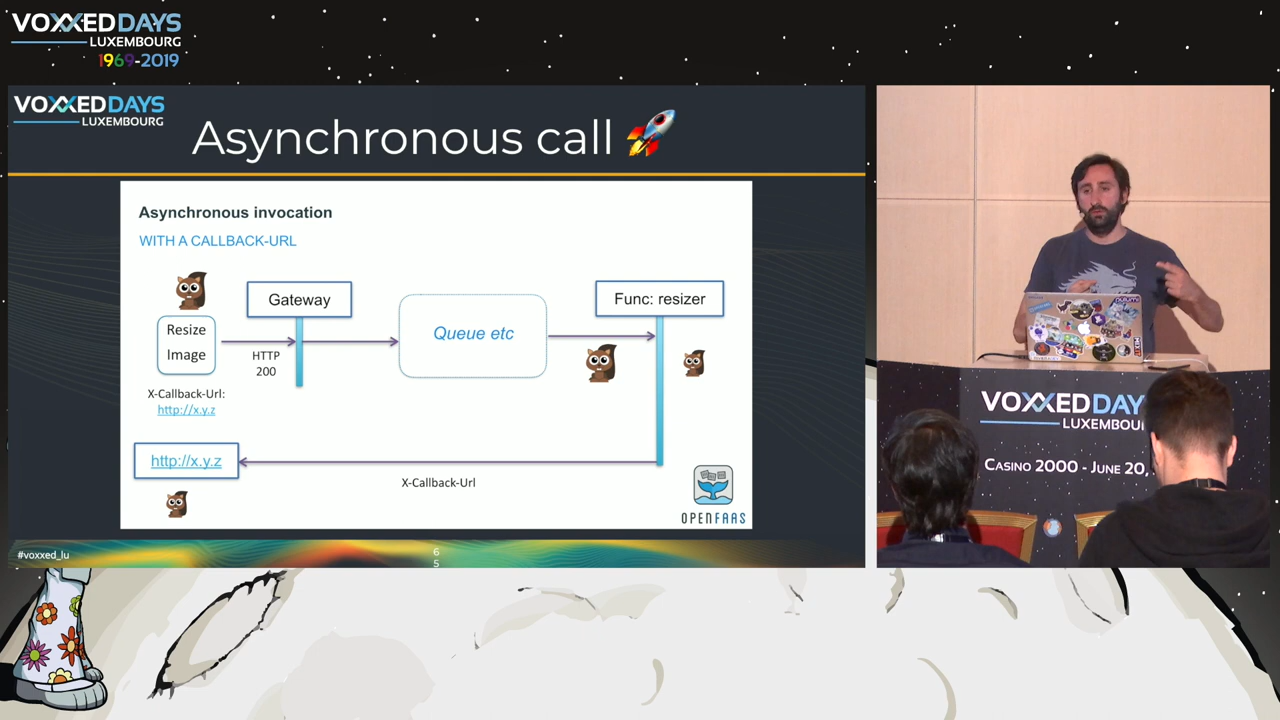 VOXXEDDAYS
LUXEMBOURG
1969-2019
VOXXEDDAYS
LUXEMBOURG
Asynchronous call
Asynchronous invocation
WITH A CALLBACK-URL
Gateway
Func: resizer
Resize
Image
Queue etc
HTTP
200
X-Callback-Url:
http://x.y.z
http://x.y.z
X-Callback-Url
OPENFAAS
#voxxed_lu
6
5
VOXXEDDAY
LUXEMBOU
CASINO 2000 - JUNE 20,